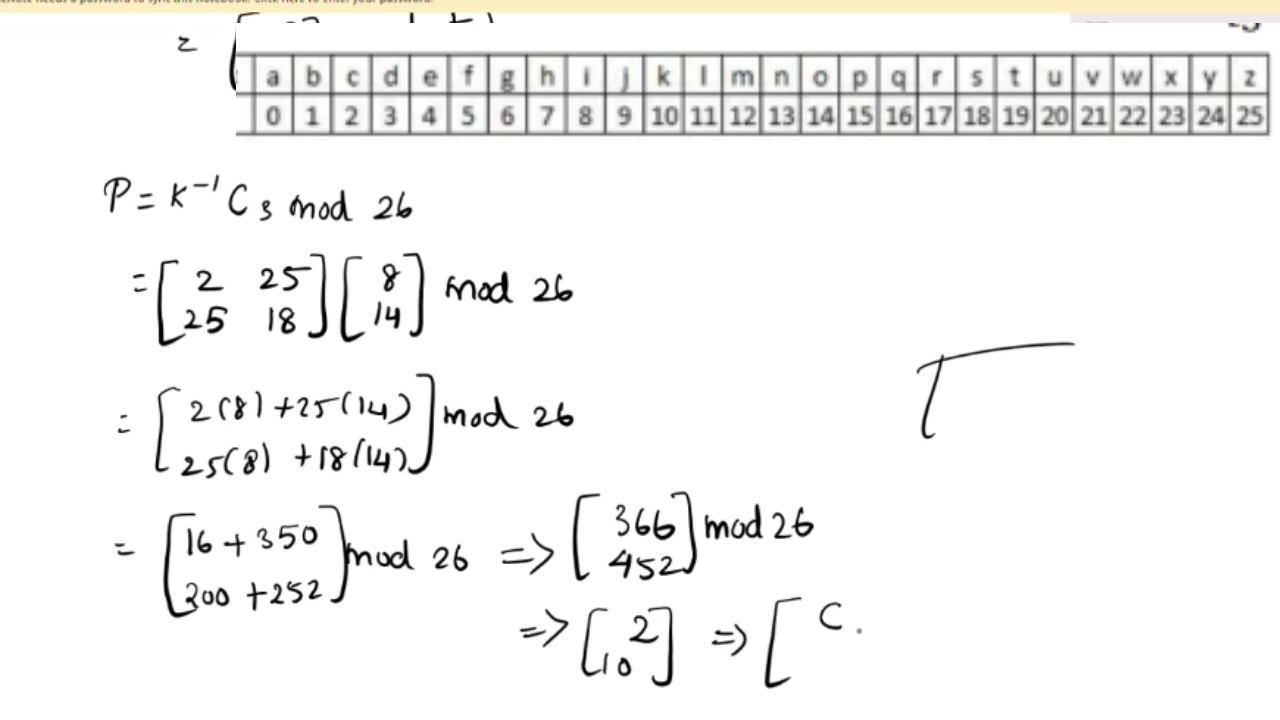 =
a b c d e f g h i j k l m n o p q r s t u v w x y z
0 1 2 3 4 5 6 7 8 9 10 11 12 13 14 15 16 17 18 19 20 21 22 23 24 25
P = K⁻¹ C₃ mod 26
= [2 25 25 18] [8 14] mod 26
= [2(8) + 25(14) 25(8) + 18(14)] mod 26
= [16 + 350 200 + 252] mod 26 => [366 452] mod 26
=> [2 10] => [C.